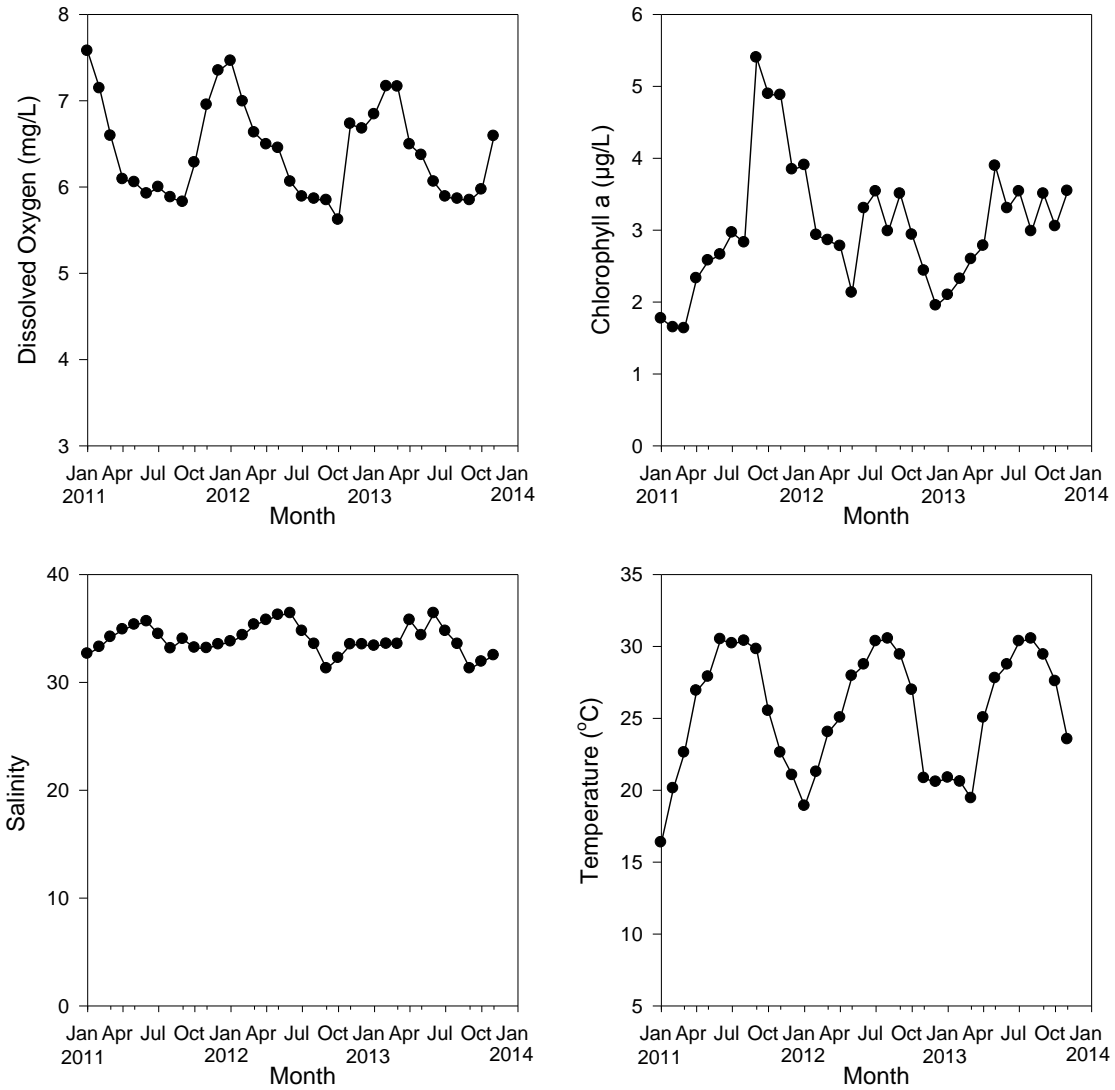 8
7
6
5
4
3
Dissolved Oxygen (mg/L)
Jan Apr Jul Oct Jan Apr Jul Oct Jan Apr Jul Oct Jan
2011 2012 2013 2014
Month
6
5
4
3
2
1
0
Chlorophyll a (µg/L)
Jan Apr Jul Oct Jan Apr Jul Oct Jan Apr Jul Oct Jan
2011 2012 2013 2014
Month
40
30
20
10
0
Salinity
Jan Apr Jul Oct Jan Apr Jul Oct Jan Apr Jul Oct Jan
2011 2012 2013 2014
Month
35
30
25
20
15
10
5
Temperature (°C)
Jan Apr Jul Oct Jan Apr Jul Oct Jan Apr Jul Oct Jan
2011 2012 2013 2014
Month